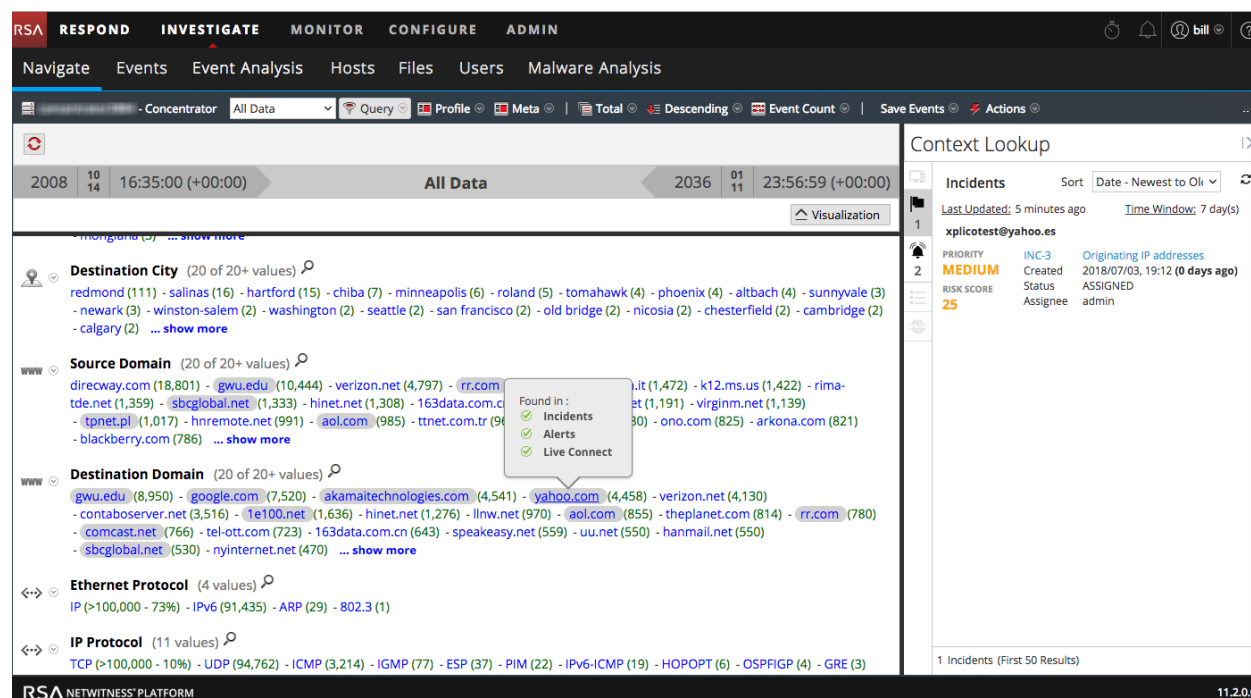 RSA RESPOND INVESTIGATE MONITOR CONFIGURE ADMIN bill
Navigate Events Event Analysis Hosts Files Users Malware Analysis
- Concentrator All Data Query Profile Meta | Total Descending Event Count | Save Events Actions ..
2008 10 14 16:35:00 (+00:00) All Data 2036 01 11 23:56:59 (+00:00)
Visualization
... show more
Destination City (20 of 20+ values)
redmond (111) - salinas (16) - hartford (15) - chiba (7) - minneapolis (6) - roland (5) - tomahawk (4) - phoenix (4) - altbach (4) - sunnyvale (3)
- newark (3) - winston-salem (2) - washington (2) - seattle (2) - san francisco (2) - old bridge (2) - nicosia (2) - chesterfield (2) - cambridge (2)
- calgary (2) ... show more
www
Source Domain (20 of 20+ values)
direcway.com (18,801) - gwu.edu (10,444) - verizon.net (4,797) - rr.com .it (1,472) - k12.ms.us (1,422) - rima-
tde.net (1,359) - sbcglobal.net (1,333) - hinet.net (1,308) - 163data.com.c et (1,191) - virginm.net (1,139)
- tpnet.pl (1,017) - hnremote.net (991) - aol.com (985) - ttnet.com.tr (9 30) - ono.com (825) - arkona.com (821)
- blackberry.com (786) ... show more
Found in :
Incidents
Alerts
Live Connect
www
Destination Domain (20 of 20+ values)
gwu.edu (8,950) - google.com (7,520) - akamaitechnologies.com (4,541) - yahoo.com (4,458) - verizon.net (4,130)
- contaboserver.net (3,516) - 1e100.net (1,636) - hinet.net (1,276) - llnw.net (970) - aol.com (855) - theplanet.com (814) - rr.com (780)
- comcast.net (766) - tel-ott.com (723) - 163data.com.cn (643) - speakeasy.net (559) - uu.net (550) - hanmail.net (550)
- sbcglobal.net (530) - nyinternet.net (470) ... show more
Ethernet Protocol (4 values)
IP (>100,000 - 73%) - IPv6 (91,435) - ARP (29) - 802.3 (1)
IP Protocol (11 values)
TCP (>100,000 - 10%) - UDP (94,762) - ICMP (3,214) - IGMP (77) - ESP (37) - PIM (22) - IPv6-ICMP (19) - HOPOPT (6) - OSPFIGP (4) - GRE (3)
Context Lookup
1
2
Incidents Sort Date - Newest to Ol
Last Updated: 5 minutes ago Time Window: 7 day(s)
xplicotest@yahoo.es
PRIORITY INC-3 Originating IP addresses
MEDIUM Created 2018/07/03, 19:12 (0 days ago)
RISK SCORE Status ASSIGNED
25 Assignee admin
1 Incidents (First 50 Results)
RSA NETWITNESS® PLATFORM 11.2.0.